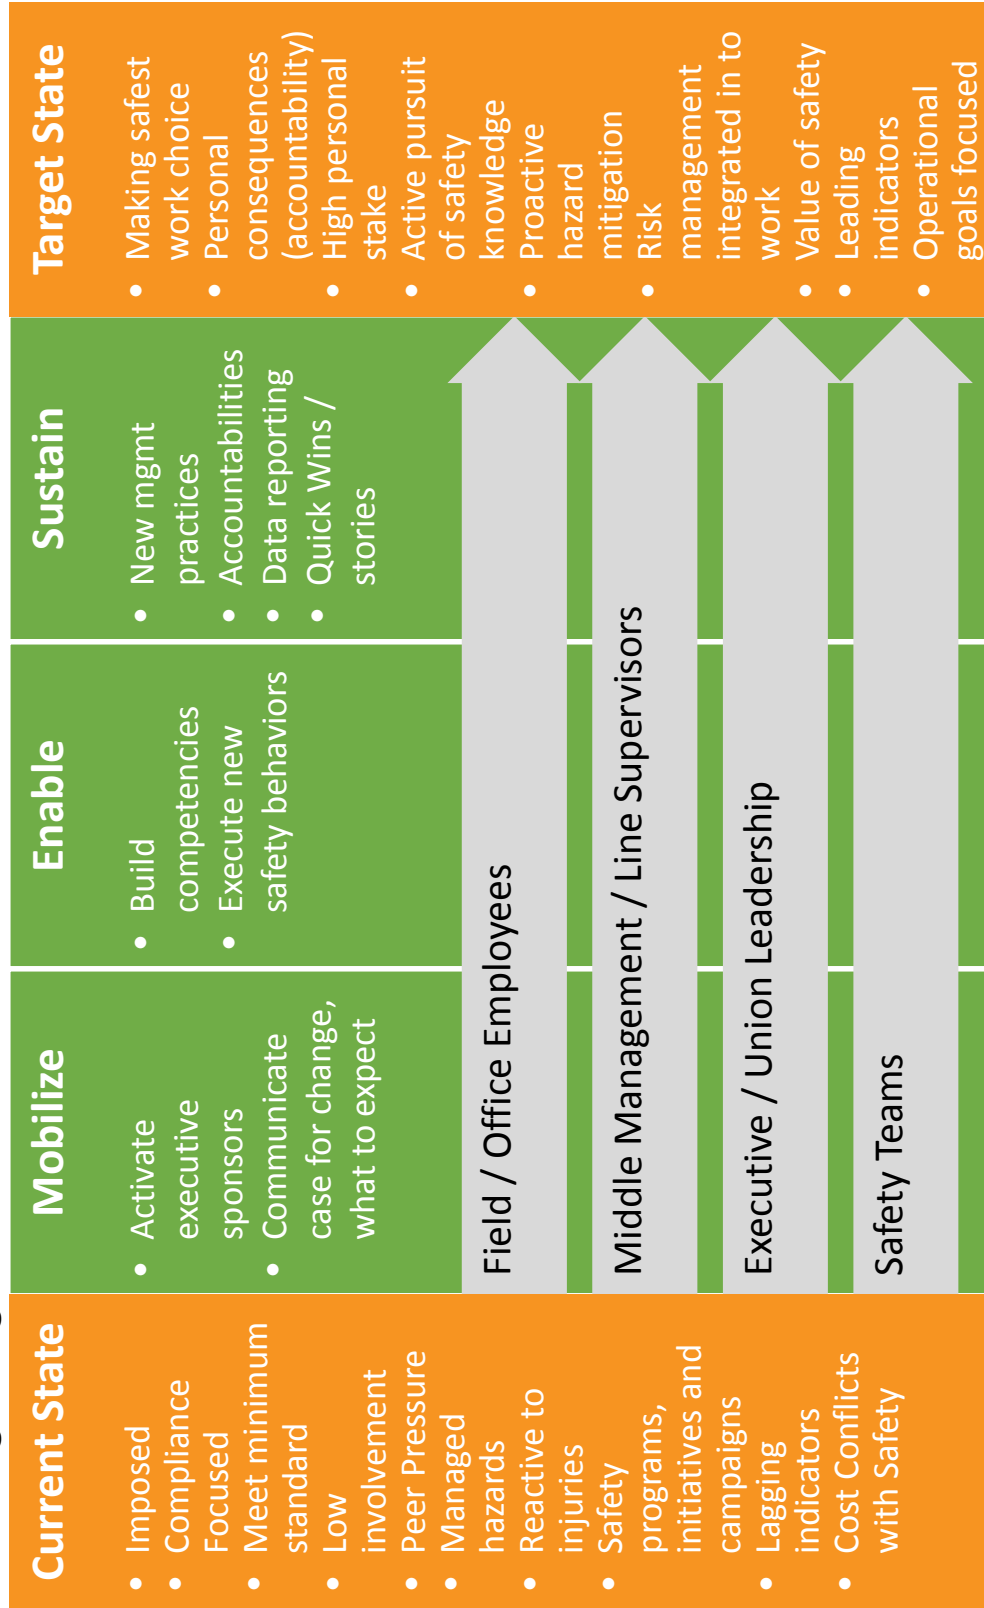 Current State
• Imposed
• Compliance
Focused
• Meet minimum
standard
• Low
involvement
• Peer Pressure
• Managed
hazards
• Reactive to
injuries
• Safety
programs,
initiatives and
campaigns
• Lagging
indicators
• Cost Conflicts
with Safety
Mobilize
• Activate
executive
sponsors
• Communicate
case for change,
what to expect
Enable
• Build
competencies
• Execute new
safety behaviors
Sustain
• New mgmt
practices
• Accountabilities
• Data reporting
• Quick Wins /
stories
Field / Office Employees
Middle Management / Line Supervisors
Executive / Union Leadership
Safety Teams
Target State
• Making safest
work choice
• Personal
consequences
(accountability)
• High personal
stake
• Active pursuit
of safety
knowledge
• Proactive
hazard
mitigation
• Risk
management
integrated in to
work
• Value of safety
• Leading
indicators
• Operational
goals focused